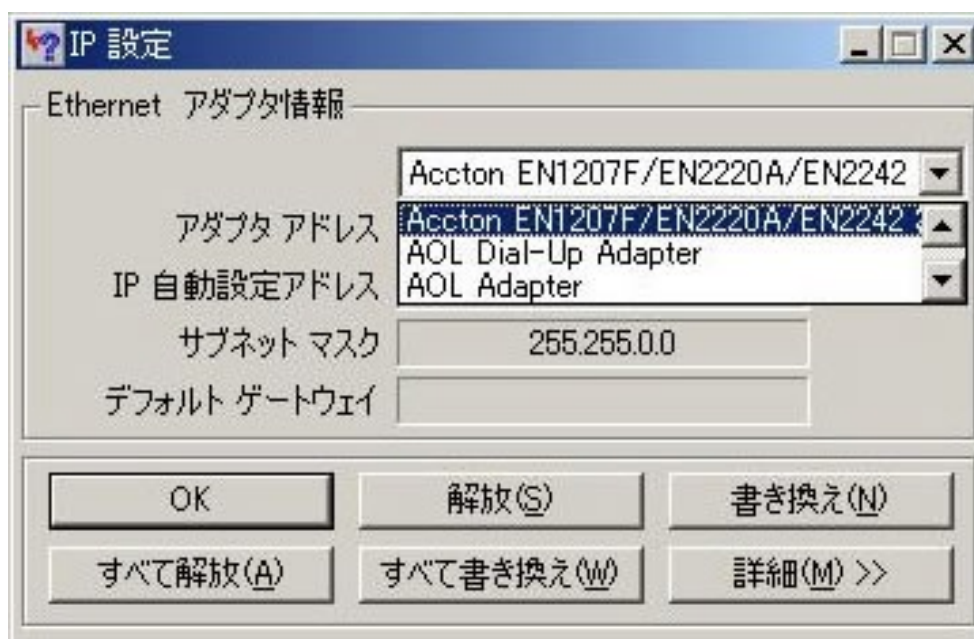 IP 設定
Ethernet アダプタ情報
Accton EN1207F/EN2220A/EN2242
Accton EN1207F/EN2220A/EN2242
AOL Dial-Up Adapter
AOL Adapter
アダプタ アドレス
IP 自動設定アドレス
サブネット マスク 255.255.0.0
デフォルト ゲートウェイ
OK 解放(S) 書き換え(N)
すべて解放(A) すべて書き換え(W) 詳細(M) >>